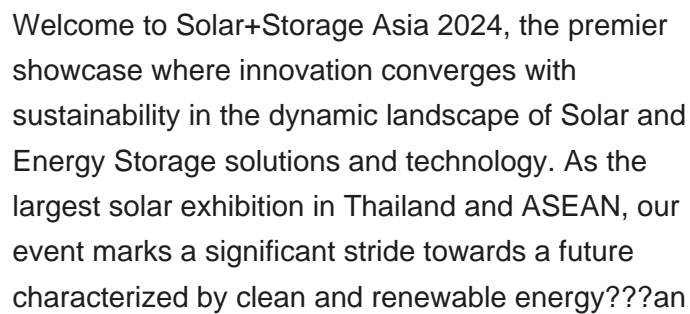 Welcome to Solar+Storage Asia 2024, the premier
showcase where innovation converges with
sustainability in the dynamic landscape of Solar and
Energy Storage solutions and technology. As the
largest solar exhibition in Thailand and ASEAN, our
event marks a significant stride towards a future
characterized by clean and renewable energy???an